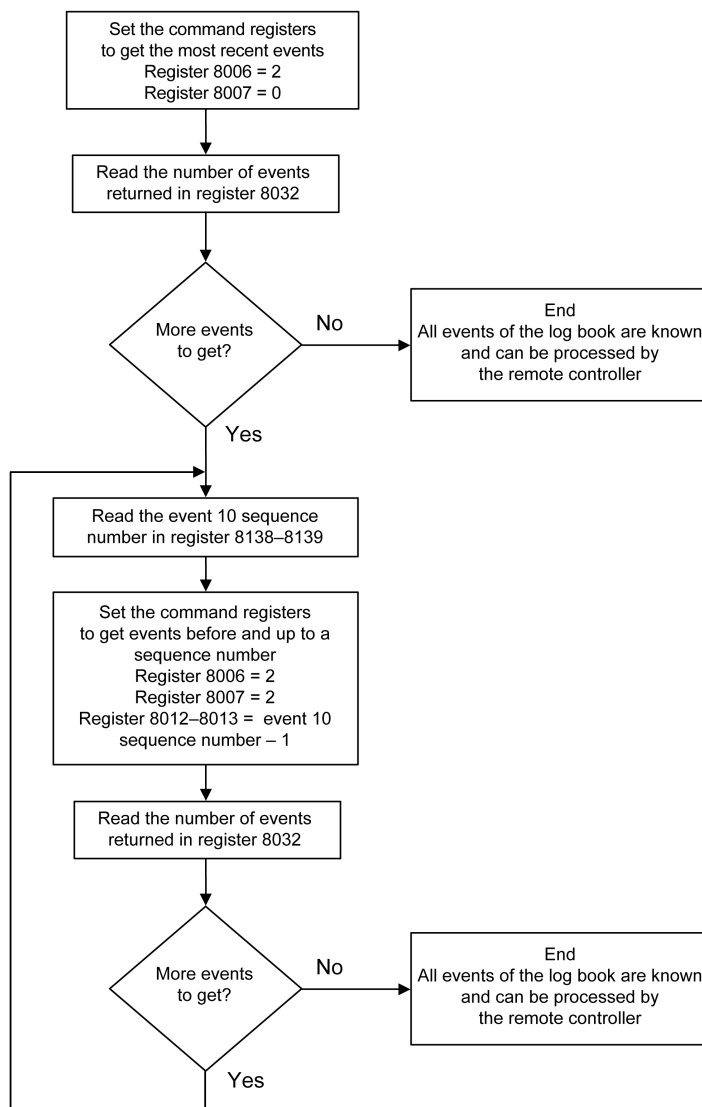 Set the command registers
to get the most recent events
Register 8006 = 2
Register 8007 = 0
Read the number of events
returned in register 8032
More events
to get?
No
End
All events of the log book are known
and can be processed by
the remote controller
Yes
Read the event 10 sequence
number in register 8138–8139
Set the command registers
to get events before and up to a
sequence number
Register 8006 = 2
Register 8007 = 2
Register 8012–8013 = event 10
sequence number – 1
Read the number of events
returned in register 8032
More events
to get?
No
End
All events of the log book are known
and can be processed by
the remote controller
Yes